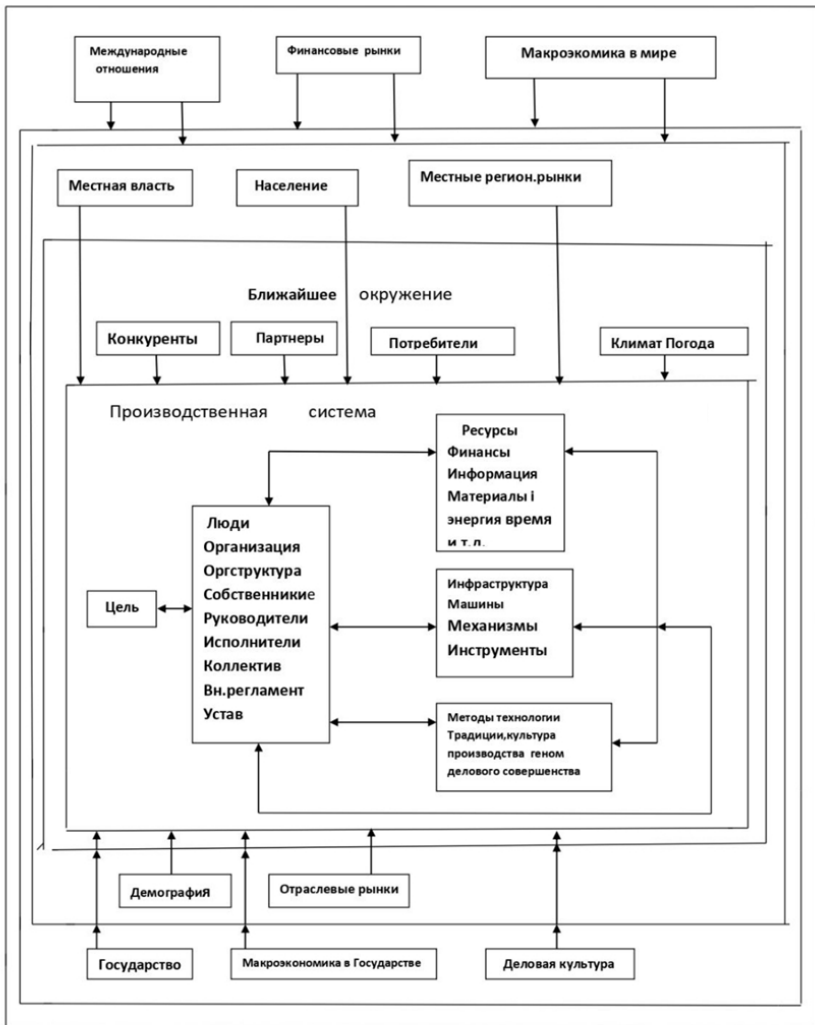 Международные
отношения
Финансовые рынки
Макроэкомика в мире
Местная власть
Население
Местные регион.рынки
Ближайшее окружение
Конкуренты
Партнеры
Потребители
Климат Погода
Производственная система
Ресурсы
Финансы
Информация
Материалы і
энергия время
и т.д.
Люди
Организация
Оргструктура
Собственникие
Руководители
Исполнители
Коллектив
Вн.регламент
Устав
Цель
Инфраструктура
Машины
Механизмы
Инструменты
Методы технологии
Традиции,культура
производства геном
делового совершенства
Демография
Отраслевые рынки
Государство
Макроэкономика в Государстве
Деловая культура